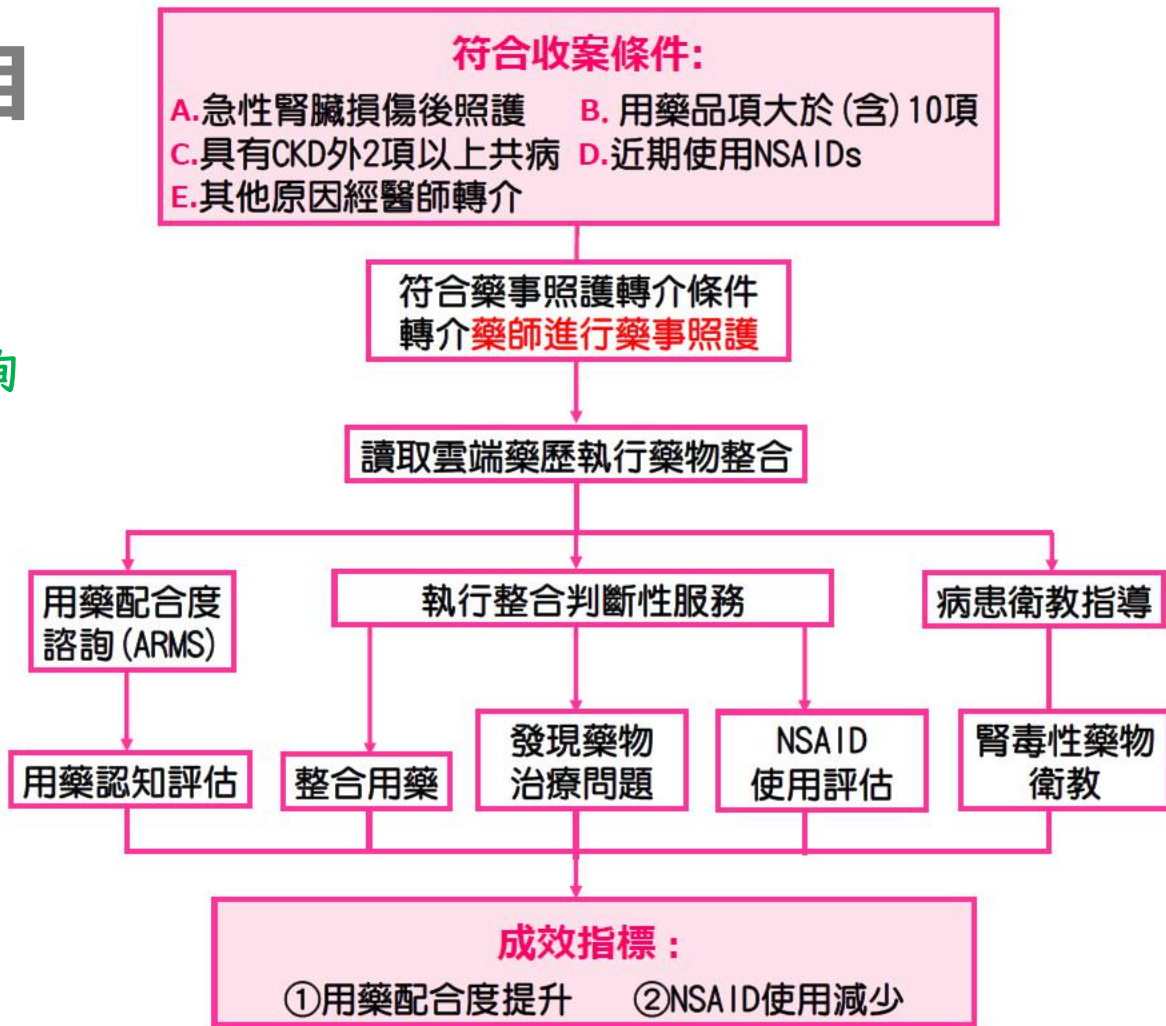 符合收案條件:
A.急性腎臟損傷後照護 B. 用藥品項大於(含)10項
C.具有CKD外2項以上共病 D.近期使用NSAIDs
E.其他原因經醫師轉介
符合藥事照護轉介條件
轉介藥師進行藥事照護
讀取雲端藥歷執行藥物整合
用藥配合度
諮詢(ARMS)
執行整合判斷性服務
病患衛教指導
用藥認知評估
整合用藥
發現藥物
治療問題
NSAID
使用評估
腎毒性藥物
衛教
成效指標：
①用藥配合度提升 ②NSAID使用減少